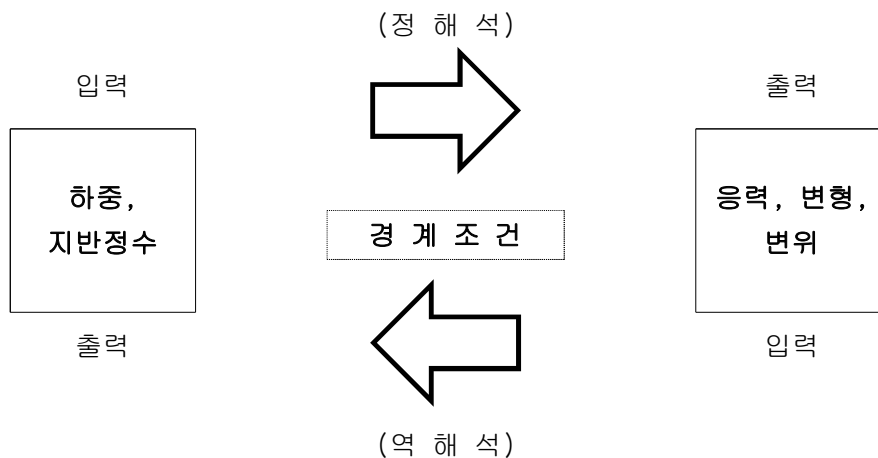 (정 해 석)
입력
출력
하중,
지반정수
경 계 조 건
응력, 변형,
변위
출력
입력
(역 해 석)